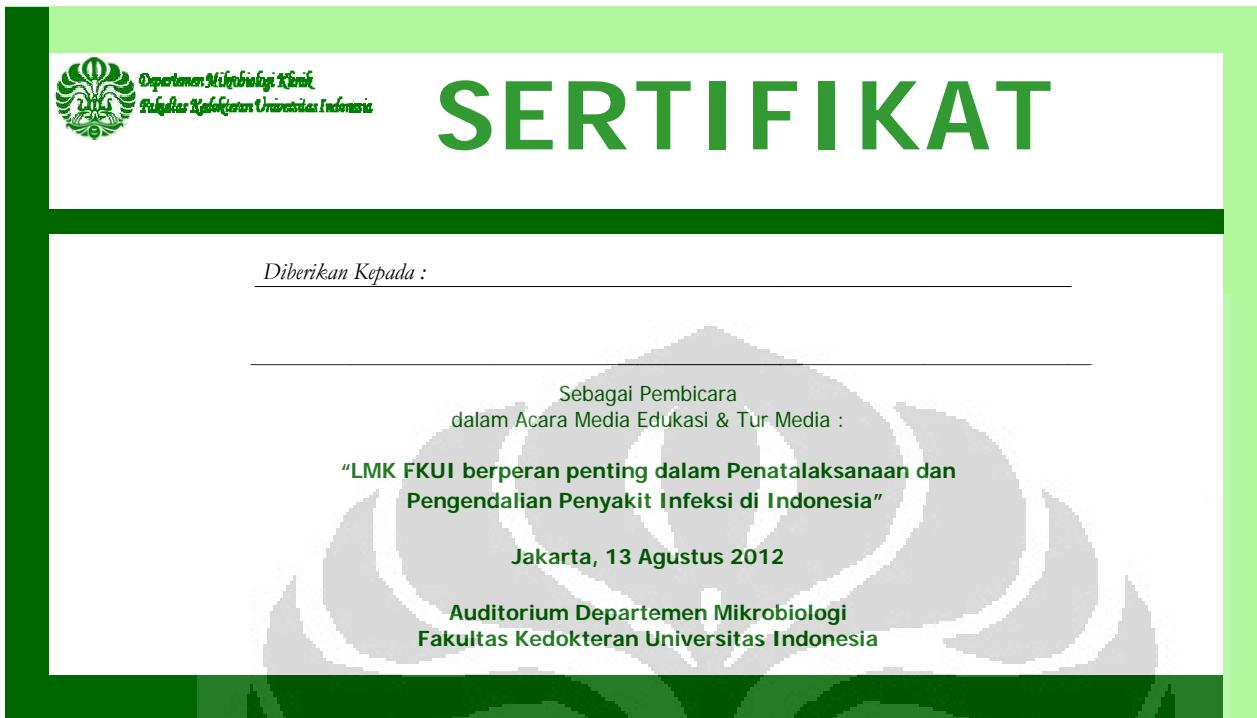 Departemen Mikrobiologi Klinik
Fakultas Kedokteran Universitas Indonesia
SERTIFIKAT
Diberikan Kepada :
Sebagai Pembicara
dalam Acara Media Edukasi & Tur Media :
“LMK FKUI berperan penting dalam Penatalaksanaan dan
Pengendalian Penyakit Infeksi di Indonesia”
Jakarta, 13 Agustus 2012
Auditorium Departemen Mikrobiologi
Fakultas Kedokteran Universitas Indonesia